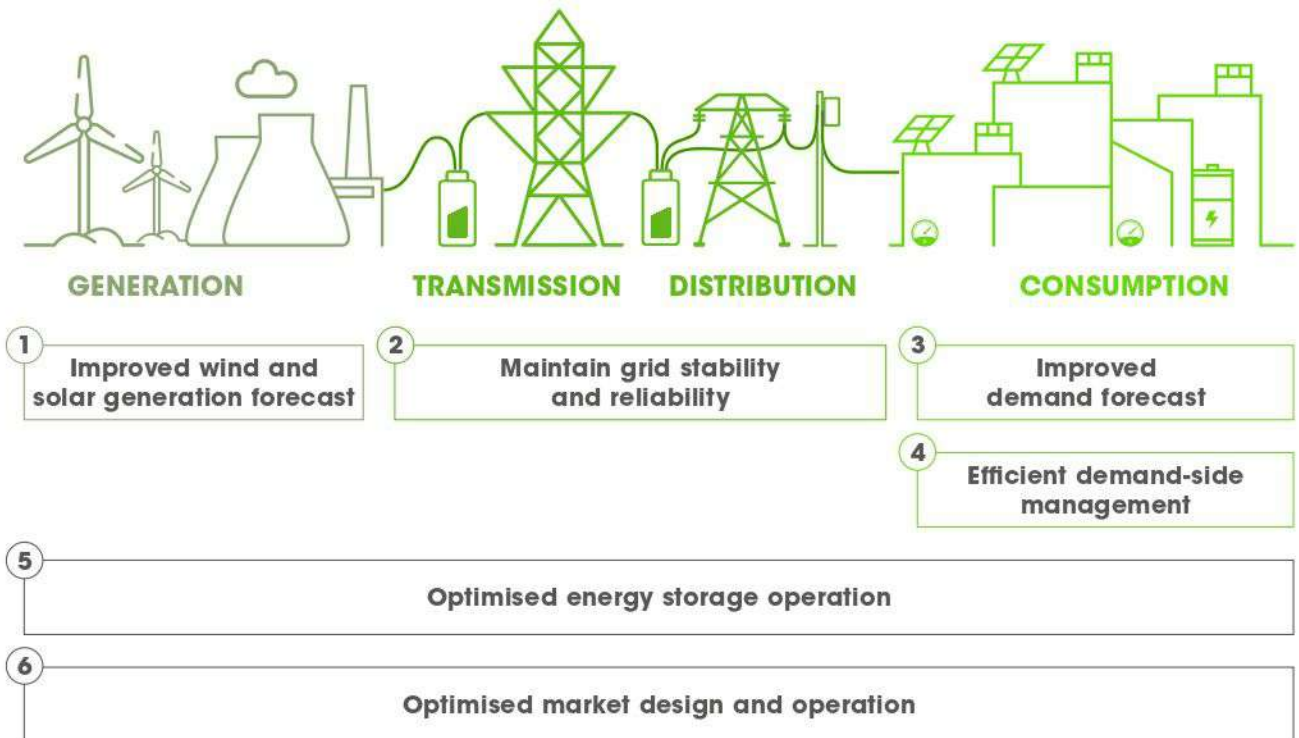 GENERATION
TRANSMISSION
DISTRIBUTION
CONSUMPTION
1
Improved wind and
solar generation forecast
2
Maintain grid stability
and reliability
3
Improved
demand forecast
4
Efficient demand-side
management
5
Optimised energy storage operation
6
Optimised market design and operation